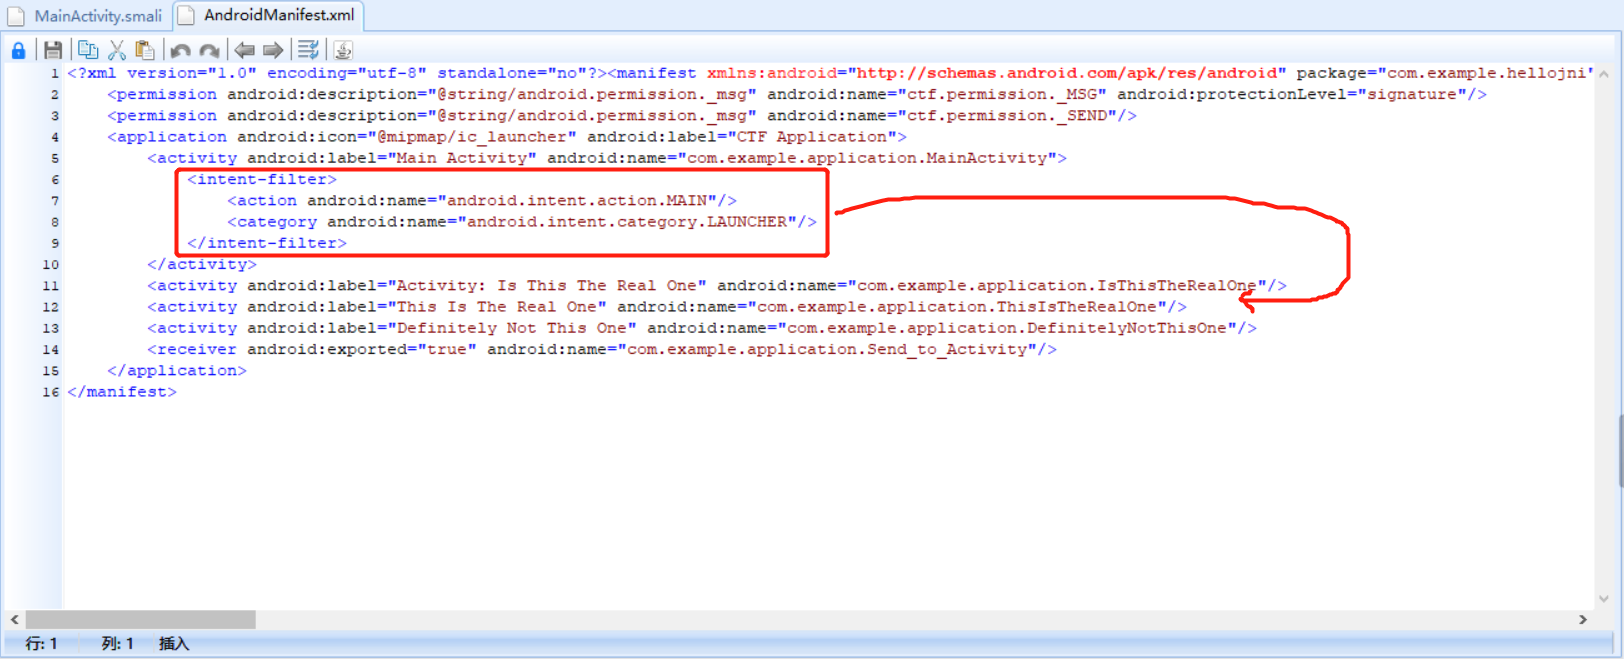 MainActivity.smali
AndroidManifest.xml
1 <?xml version="1.0" encoding="utf-8" standalone="no"?><manifest xmlns:android="http://schemas.android.com/apk/res/android" package="com.example.hellojni"
2 <permission android:description="@string/android.permission._msg" android:name="ctf.permission._MSG" android:protectionLevel="signature"/>
3 <permission android:description="@string/android.permission._msg" android:name="ctf.permission._SEND"/>
4 <application android:icon="@mipmap/ic_launcher" android:label="CTF Application">
5 <activity android:label="Main Activity" android:name="com.example.application.MainActivity">
6 <intent-filter>
7 <action android:name="android.intent.action.MAIN"/>
8 <category android:name="android.intent.category.LAUNCHER"/>
9 </intent-filter>
10 </activity>
11 <activity android:label="Activity: Is This The Real One" android:name="com.example.application.IsThisTheRealOne"/>
12 <activity android:label="This Is The Real One" android:name="com.example.application.ThisIsTheRealOne"/>
13 <activity android:label="Definitely Not This One" android:name="com.example.application.DefinitelyNotThisOne"/>
14 <receiver android:exported="true" android:name="com.example.application.Send_to_Activity"/>
15 </application>
16 </manifest>
行: 1 列: 1 插入